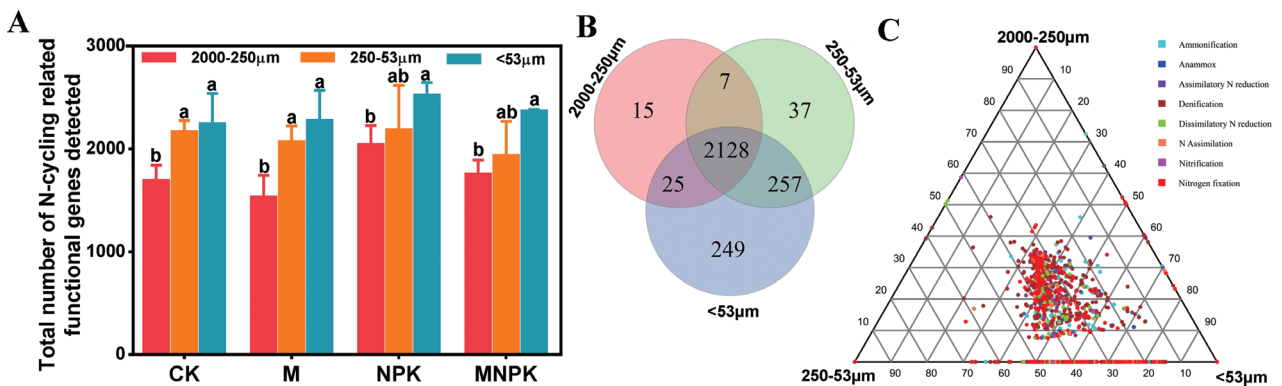 A
Total number of N-cycling related
functional genes detected
3000
2000
1000
0
2000-250μm
250-53μm
<53μm
b
a
a
b
a
a
b
ab
a
b
ab
a
CK
M
NPK
MNPK
B
2000-250μm
250-53μm
7
15
37
2128
25
257
249
<53μm
C
2000-250μm
90
80
70
60
50
40
30
20
10
10
20
30
40
50
60
70
80
90
90
80
70
60
50
40
30
20
10
250-53μm
<53μm
Ammonification
Anammox
Assimilatory N reduction
Denification
Dissimilatory N reduction
N Assimilation
Nitrification
Nitrogen fixation